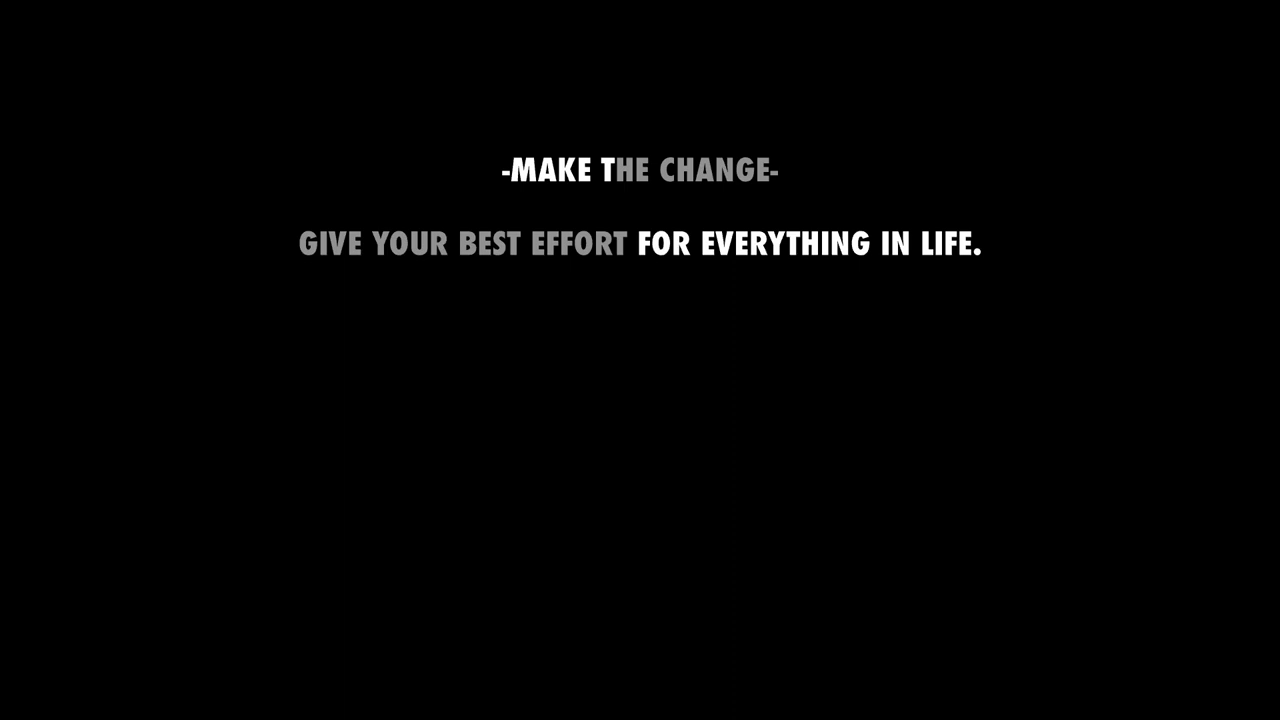 -MAKE THE CHANGE-
GIVE YOUR BEST EFFORT FOR EVERYTHING IN LIFE.